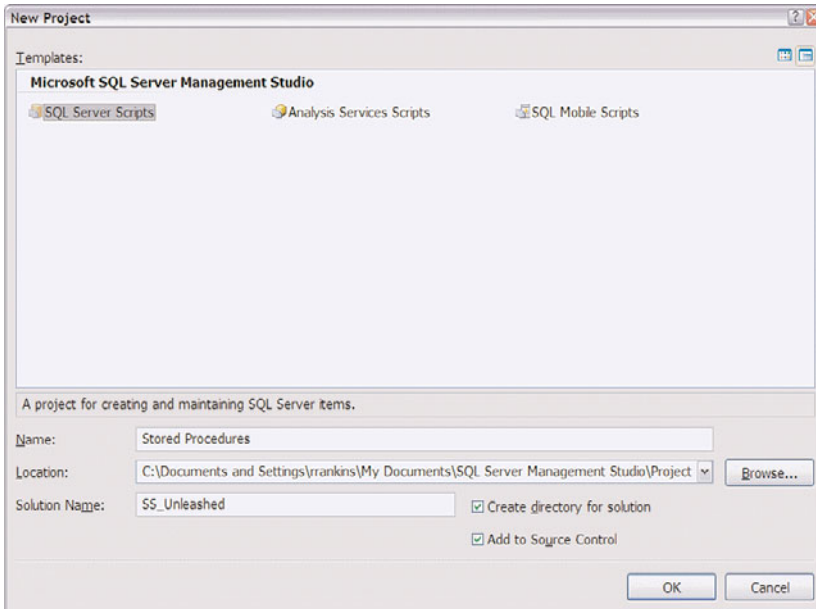 New Project
Templates:
Microsoft SQL Server Management Studio
SQL Server Scripts
Analysis Services Scripts
SQL Mobile Scripts
A project for creating and maintaining SQL Server items.
Name:
Stored Procedures
Location:
C:\Documents and Settings\rrankins\My Documents\SQL Server Management Studio\Project
Browse...
Solution Name:
SS_Unleashed
Create directory for solution
Add to Source Control
OK
Cancel